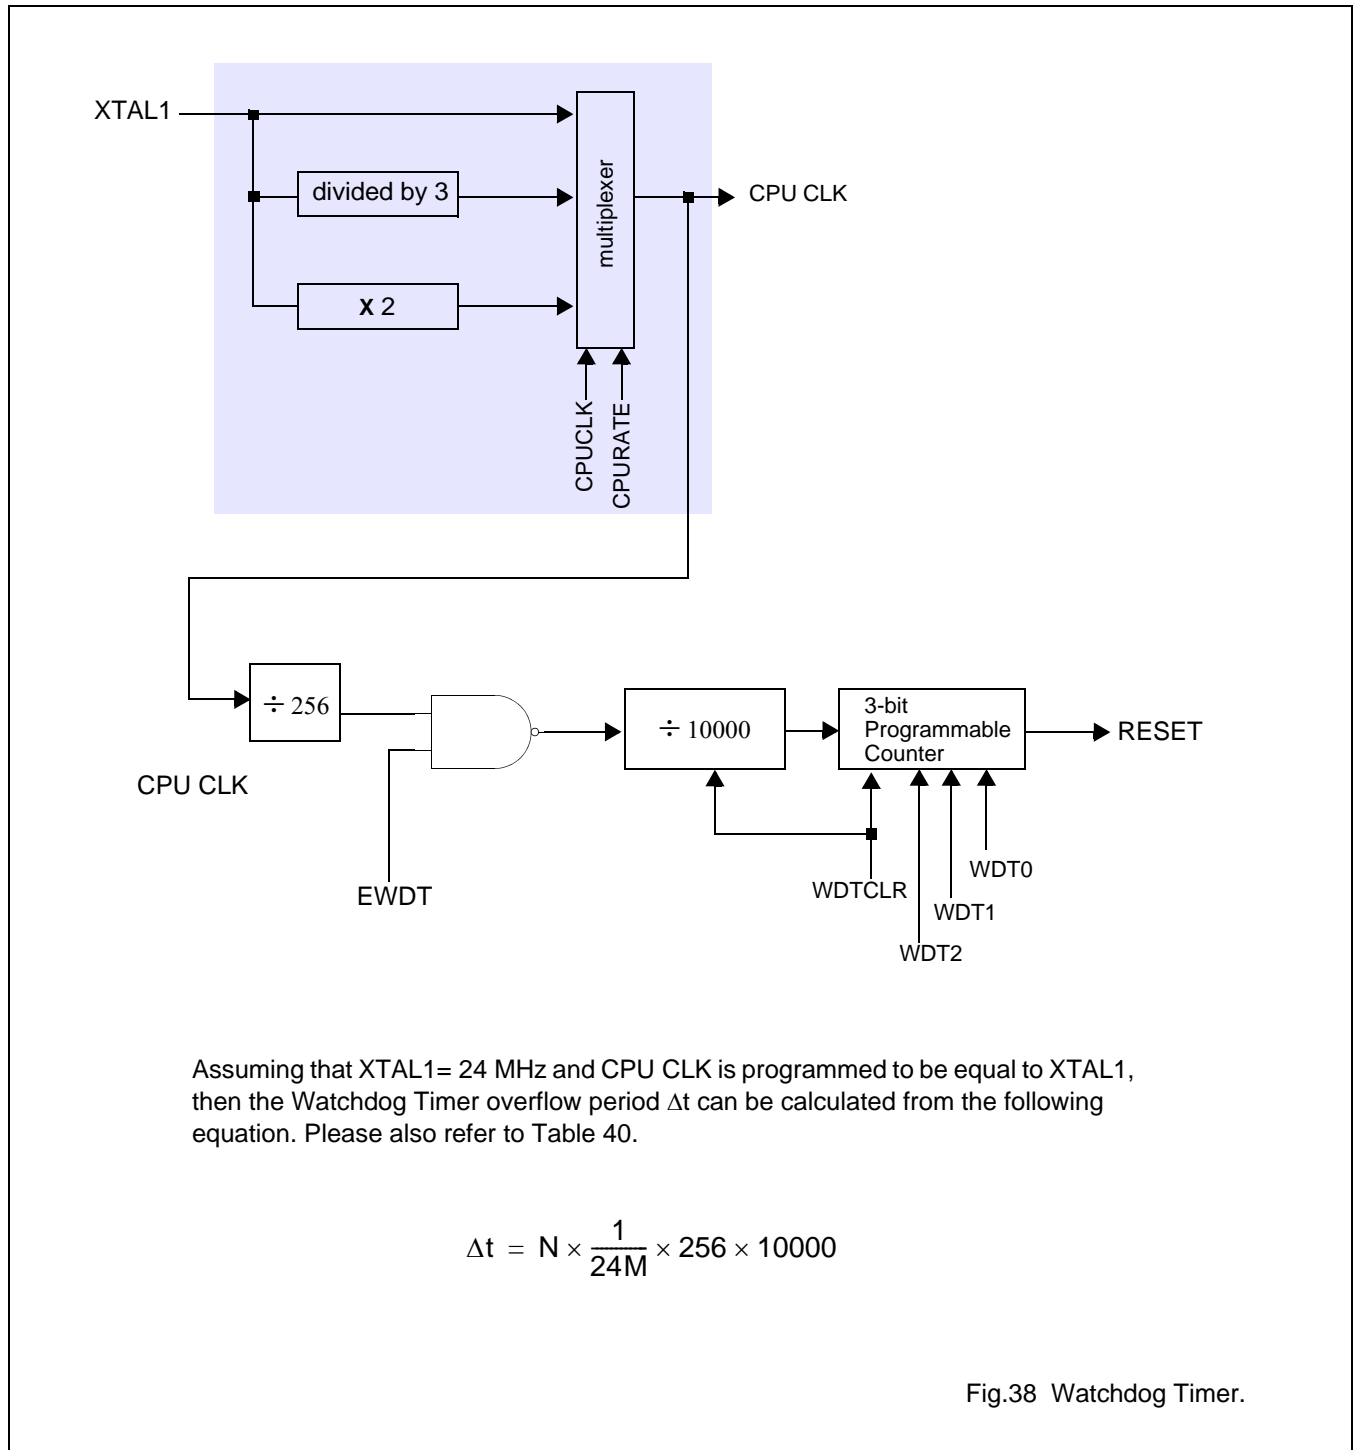 XTAL1
divided by 3
X 2
multiplexer
CPU CLK
CPUCLK
CPURATE
÷ 256
÷ 10000
3-bit
Programmable
Counter
RESET
CPU CLK
EWDT
WDTCLR
WDT0
WDT1
WDT2
Assuming that XTAL1= 24 MHz and CPU CLK is programmed to be equal to XTAL1,
then the Watchdog Timer overflow period Δt can be calculated from the following
equation. Please also refer to Table 40.
Δt = N × 1/24M × 256 × 10000
Fig.38 Watchdog Timer.